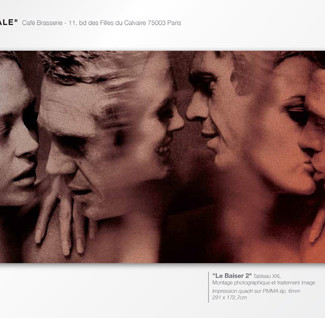 ALE" Café Brasserie - 11, bd des Filles du Calvaire 75003 Paris
"Le Baiser 2" Tableau XXL.
Montage photographique et traitement image
Impression quadri sur PMMA ép. 6mm
291 x 172,7cm